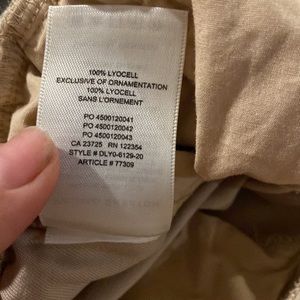 100% LYOCELL
EXCLUSIVE OF ORNAMENTATION
100% LYOCELL
SANS L'ORNEMENT
PO 4500120041
PO 4500120042
PO 4500120043
CA 23725 RN 122354
STYLE # DLY0-6129-20
ARTICLE # 77309